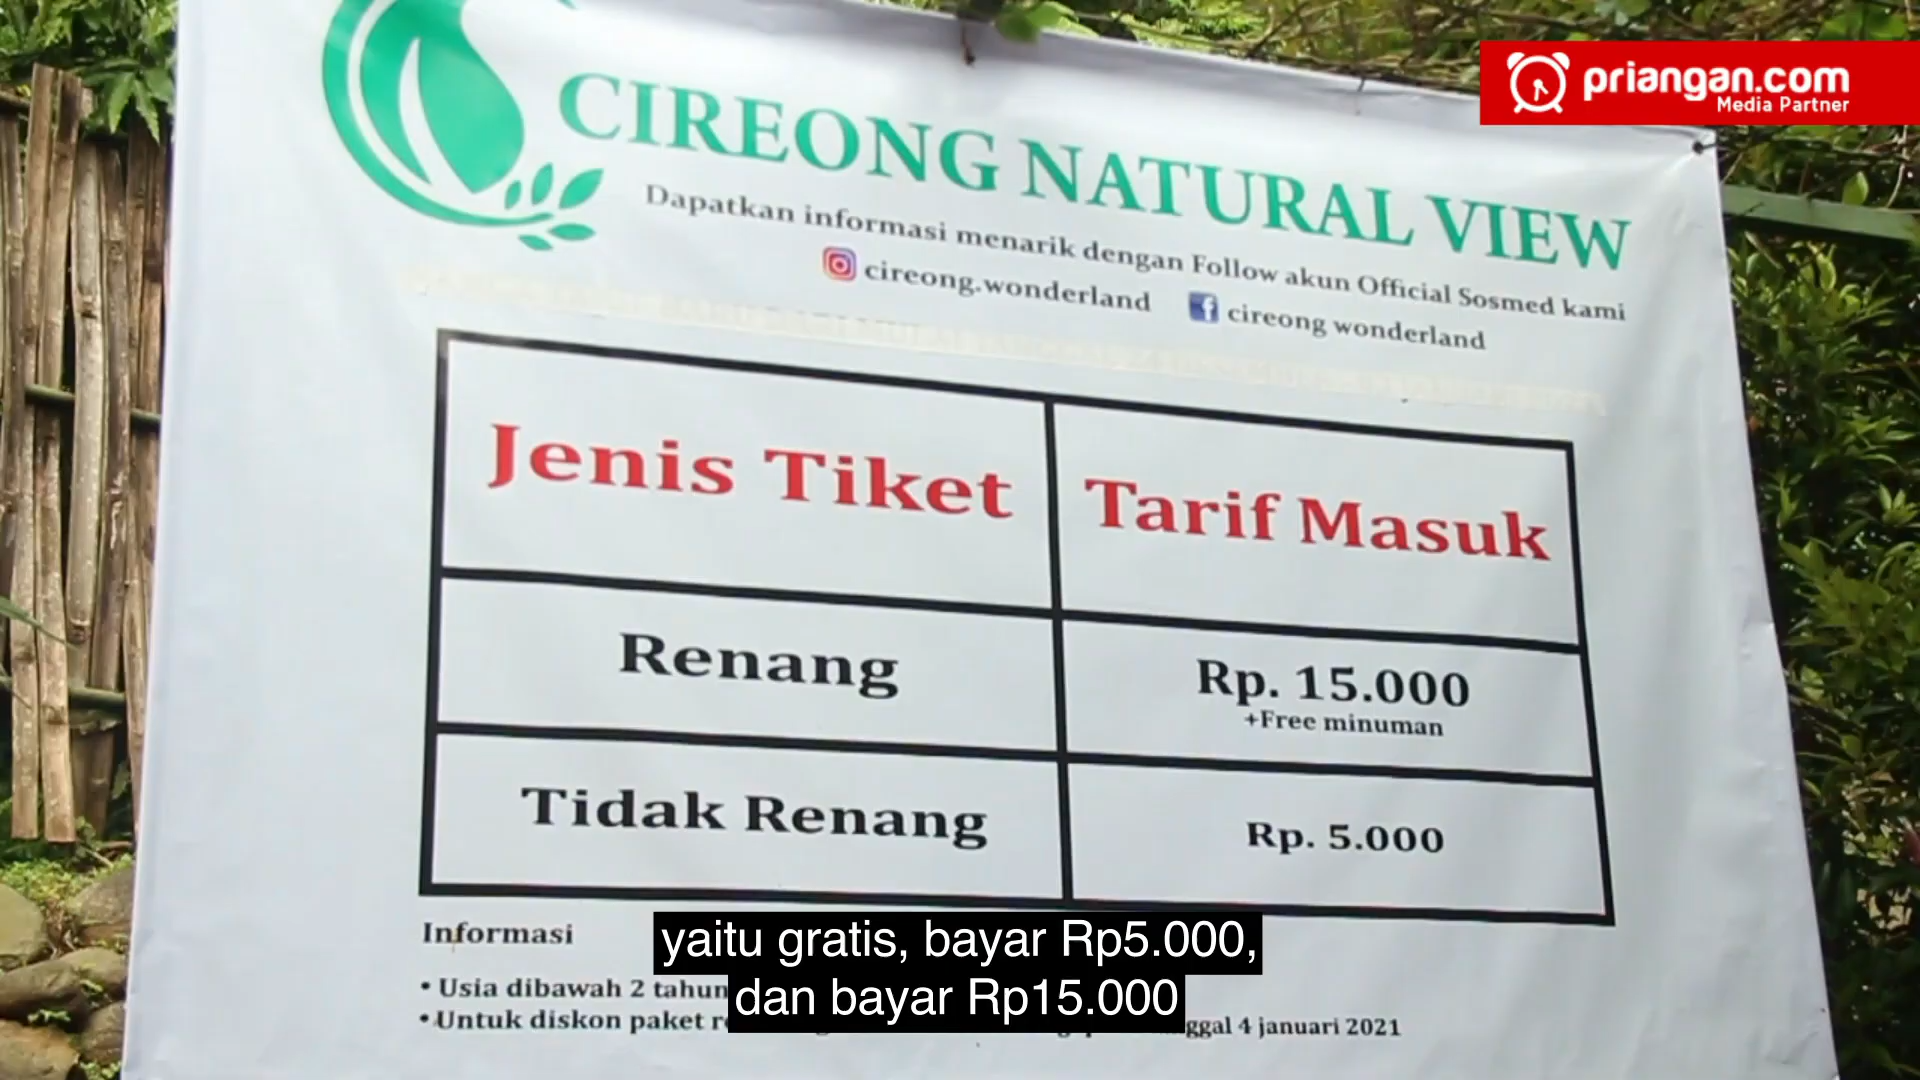 priangan.com
Media Partner
CIREONG NATURAL VIEW
Dapatkan informasi menarik dengan Follow akun Official Sosmed kami
cireong.wonderland cireong wonderland
Jenis Tiket Tarif Masuk
Renang Rp. 15.000
+Free minuman
Tidak Renang Rp. 5.000
Informasi
yaitu gratis, bayar Rp5.000,
dan bayar Rp15.000
• Usia dibawah 2 tahun
• Untuk diskon paket 4 januari 2021